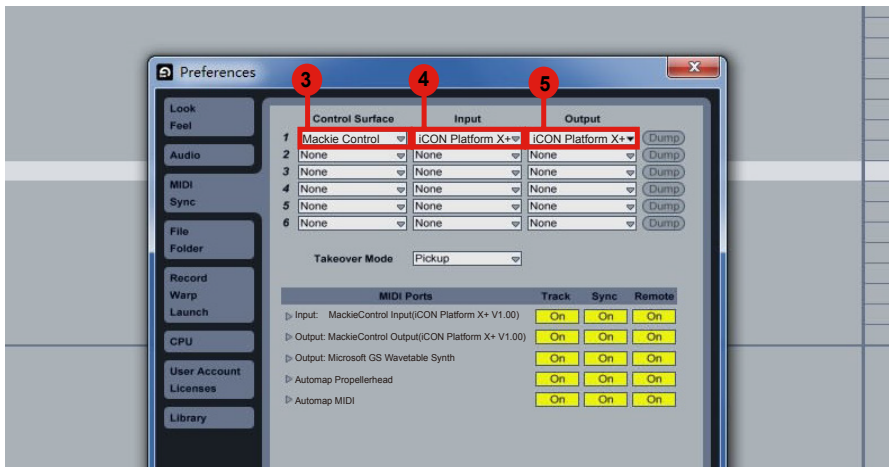 Preferences
X
3 4 5
Look
Feel
Audio
MIDI
Sync
File
Folder
Record
Warp
Launch
CPU
User Account
Licenses
Library
Control Surface Input Output
1 Mackie Control iCON Platform X+ iCON Platform X+ Dump
2 None None None Dump
3 None None None Dump
4 None None None Dump
5 None None None Dump
6 None None None Dump
Takeover Mode Pickup
MIDI Ports Track Sync Remote
Input: MackieControl Input(iCON Platform X+ V1.00) On On On
Output: MackieControl Output(iCON Platform X+ V1.00) On On On
Output: Microsoft GS Wavetable Synth On On On
Automap Propellerhead On On On
Automap MIDI On On On